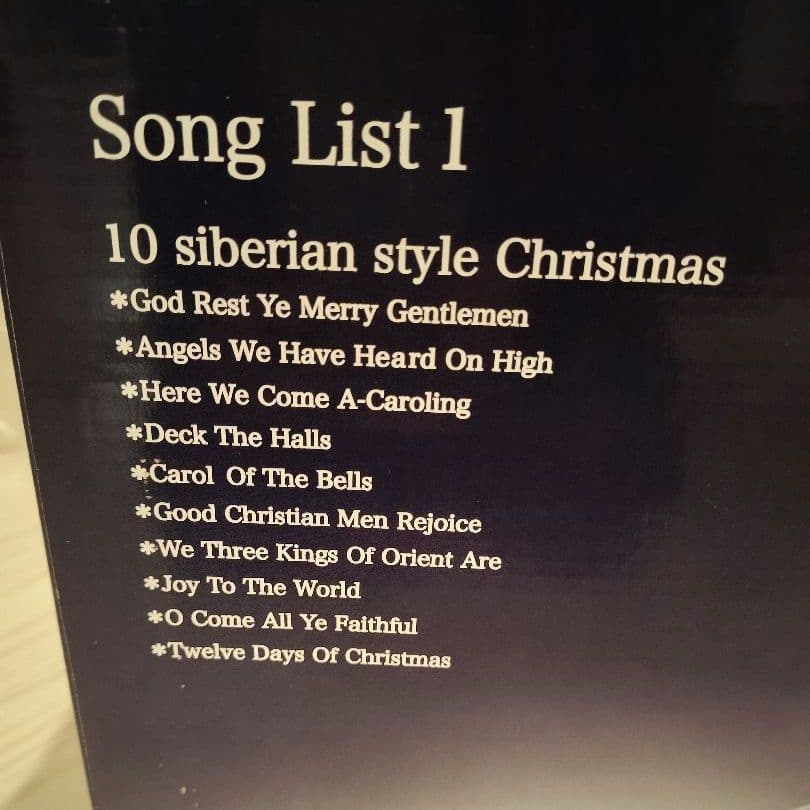 Song List 1
10 siberian style Christmas
*God Rest Ye Merry Gentlemen
*Angels We Have Heard On High
*Here We Come A-Caroling
*Deck The Halls
*Carol Of The Bells
*Good Christian Men Rejoice
*We Three Kings Of Orient Are
*Joy To The World
*O Come All Ye Faithful
*Twelve Days Of Christmas